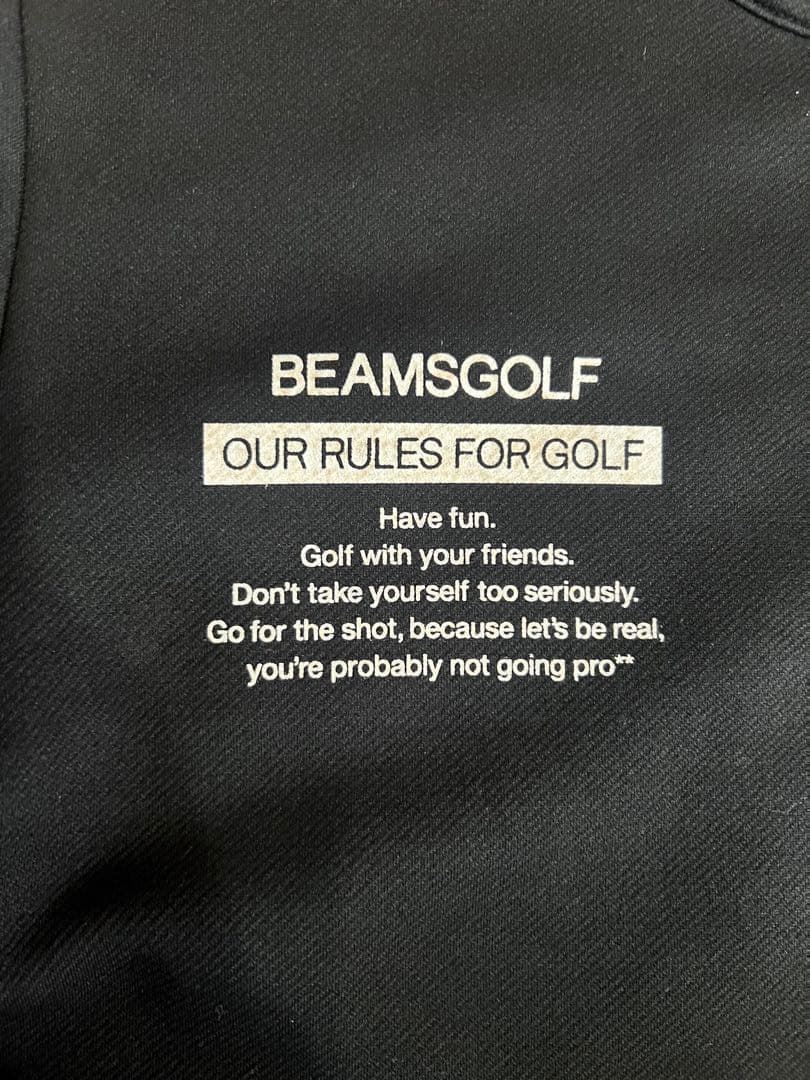 BEAMSGOLF
OUR RULES FOR GOLF
Have fun.
Golf with your friends.
Don't take yourself too seriously.
Go for the shot, because let's be real,
you're probably not going pro**